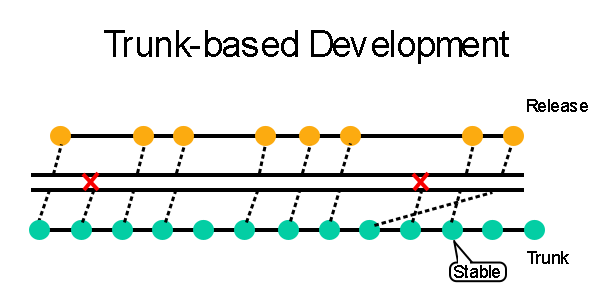 Trunk-based Development
Release
Trunk
Stable